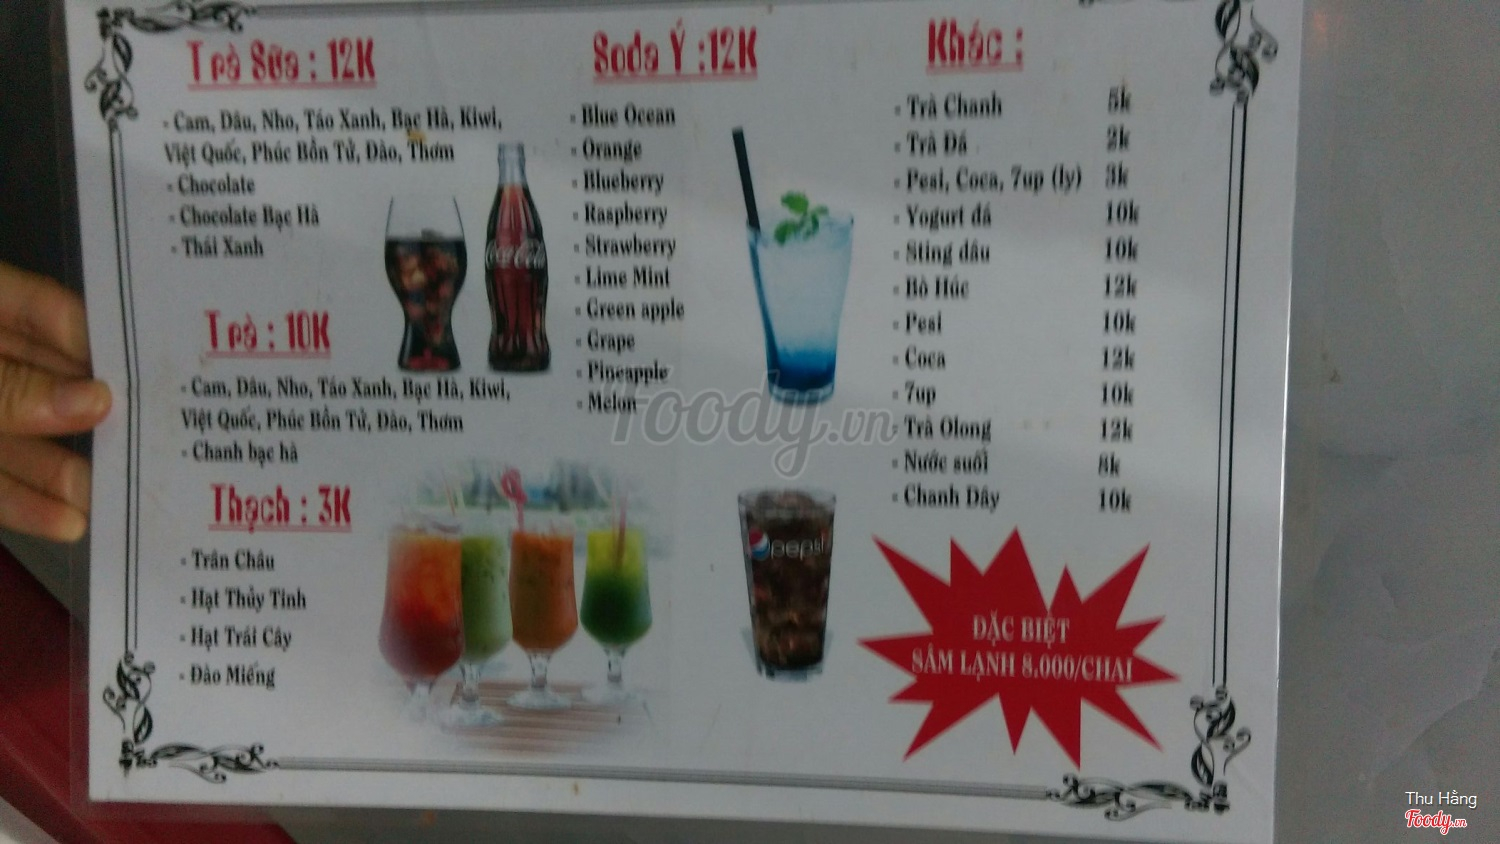 Trà Sữa : 12K
- Cam, Dâu, Nho, Táo Xanh, Bạc Hà, Kiwi,
Việt Quốc, Phúc Bồn Tử, Đào, Thơm
- Chocolate
- Chocolate Bạc Hà
- Thái Xanh
Trà : 10K
- Cam, Dâu, Nho, Táo Xanh, Bạc Hà, Kiwi,
Việt Quốc, Phúc Bồn Tử, Đào, Thơm
- Chanh bạc hà
Thạch : 3K
- Trân Châu
- Hạt Thủy Tinh
- Hạt Trái Cây
- Đào Miếng
Soda Ý :12K
- Blue Ocean
- Orange
- Blueberry
- Raspberry
- Strawberry
- Lime Mint
- Green apple
- Grape
- Pineapple
- Melon
Khác :
- Trà Chanh 5k
- Trà Đá 2k
- Pesi, Coca, 7up (ly) 3k
- Yogurt đá 10k
- Sting dâu 10k
- Bò Húc 12k
- Pesi 10k
- Coca 12k
- 7up 10k
- Trà Olong 12k
- Nước suối 8k
- Chanh Dây 10k
ĐẶC BIỆT
SÂM LẠNH 8.000/CHAI
Coca-Cola
pepsi
Foody.vn
Thu Hằng
Foody.vn